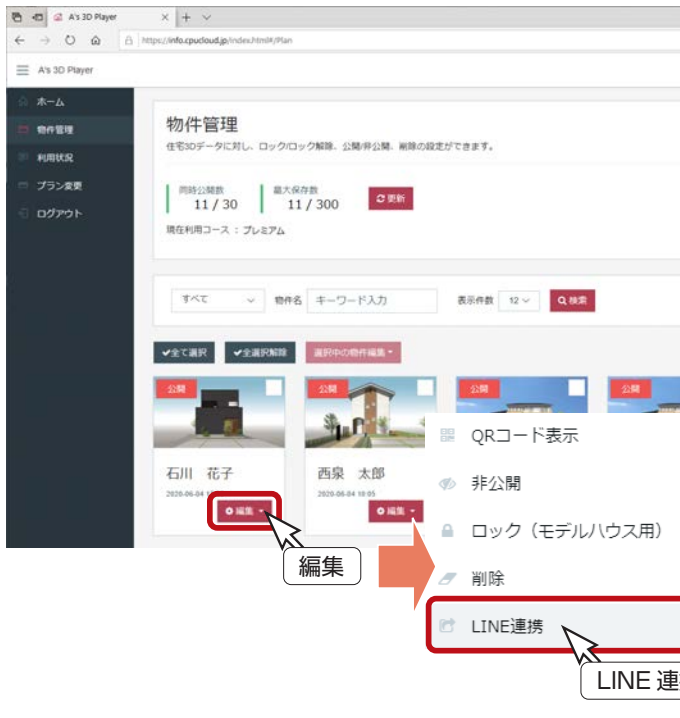 A's 3D Player
https://info.cpucloud.jp/index.html#/Plan
A's 3D Player
ホーム
物件管理
利用状況
プラン変更
ログアウト
物件管理
住宅3Dデータに対し、ロック/ロック解除、公開/非公開、削除の設定ができます。
同時公開数
11 / 30
最大保存数
11 / 300
更新
現在利用コース : プレミアム
すべて
物件名
キーワード入力
表示件数
12
検索
全て選択
全選択解除
選択中の物件編集
公開
公開
公開
公開
石川 花子
2020-06-04 1
編集
西泉 太郎
2020-06-04 18:05
編集
QRコード表示
非公開
ロック（モデルハウス用）
削除
LINE連携
編集
LINE 連